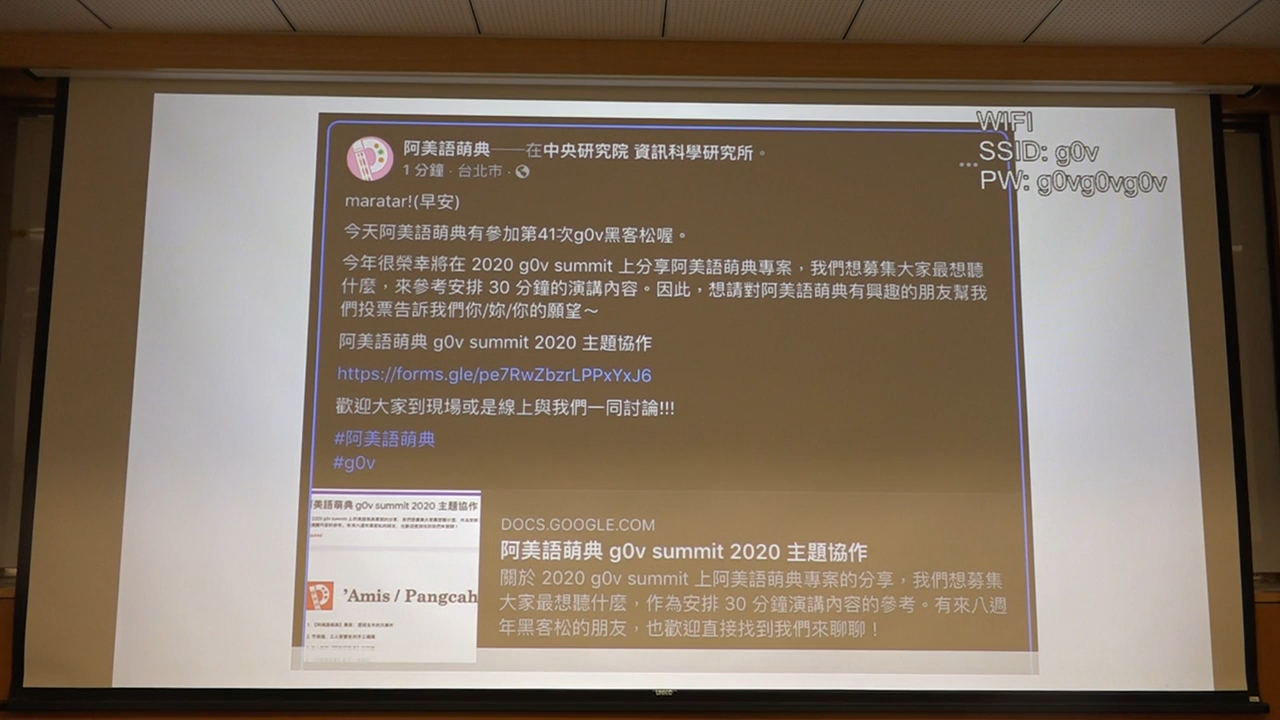 WIFI
SSID: g0v
PW: g0vg0vg0v
阿美語萌典——在中央研究院 資訊科學研究所。
1 分鐘 · 台北市 ·
maratar!(早安)
今天阿美語萌典有參加第41次g0v黑客松喔。
今年很榮幸將在 2020 g0v summit 上分享阿美語萌典專案，我們想募集大家最想聽
什麼，來參考安排 30 分鐘的演講內容。因此，想請對阿美語萌典有興趣的朋友幫我
們投票告訴我們你/妳/你的願望～
阿美語萌典 g0v summit 2020 主題協作
https://forms.gle/pe7RwZbzrLPPxYxJ6
歡迎大家到現場或是線上與我們一同討論!!!
#阿美語萌典
#g0v
美語萌典 g0v summit 2020 主題協作
'Amis / Pangcah
DOCS.GOOGLE.COM
阿美語萌典 g0v summit 2020 主題協作
關於 2020 g0v summit 上阿美語萌典專案的分享，我們想募集
大家最想聽什麼，作為安排 30 分鐘演講內容的參考。有來八週
年黑客松的朋友，也歡迎直接找到我們來聊聊！